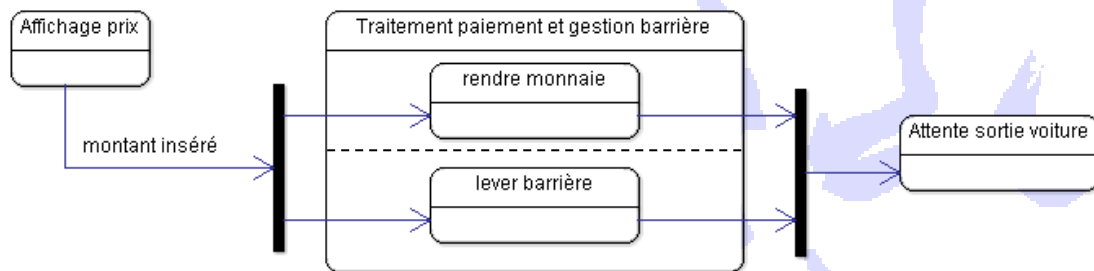 Affichage prix
Traitement paiement et gestion barrière
rendre monnaie
montant inséré
Attente sortie voiture
lever barrière